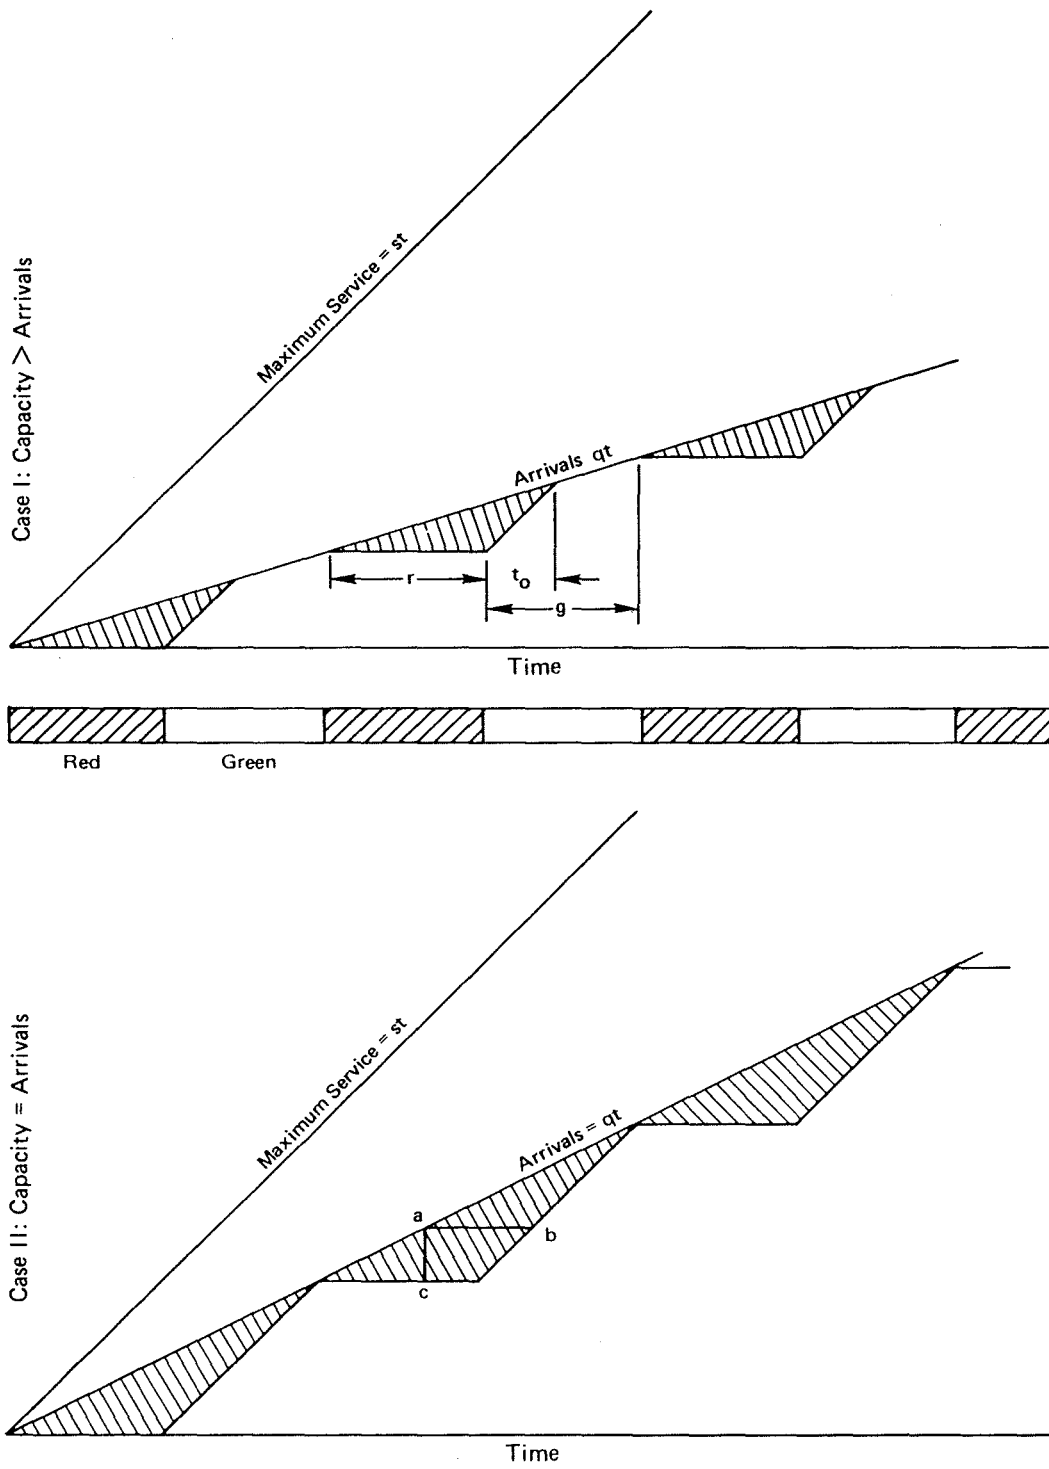 Case I: Capacity > Arrivals
Maximum Service = st
Arrivals qt
r
t₀
g
Time
Red
Green
Case II: Capacity = Arrivals
Maximum Service = st
Arrivals = qt
a
b
c
Time